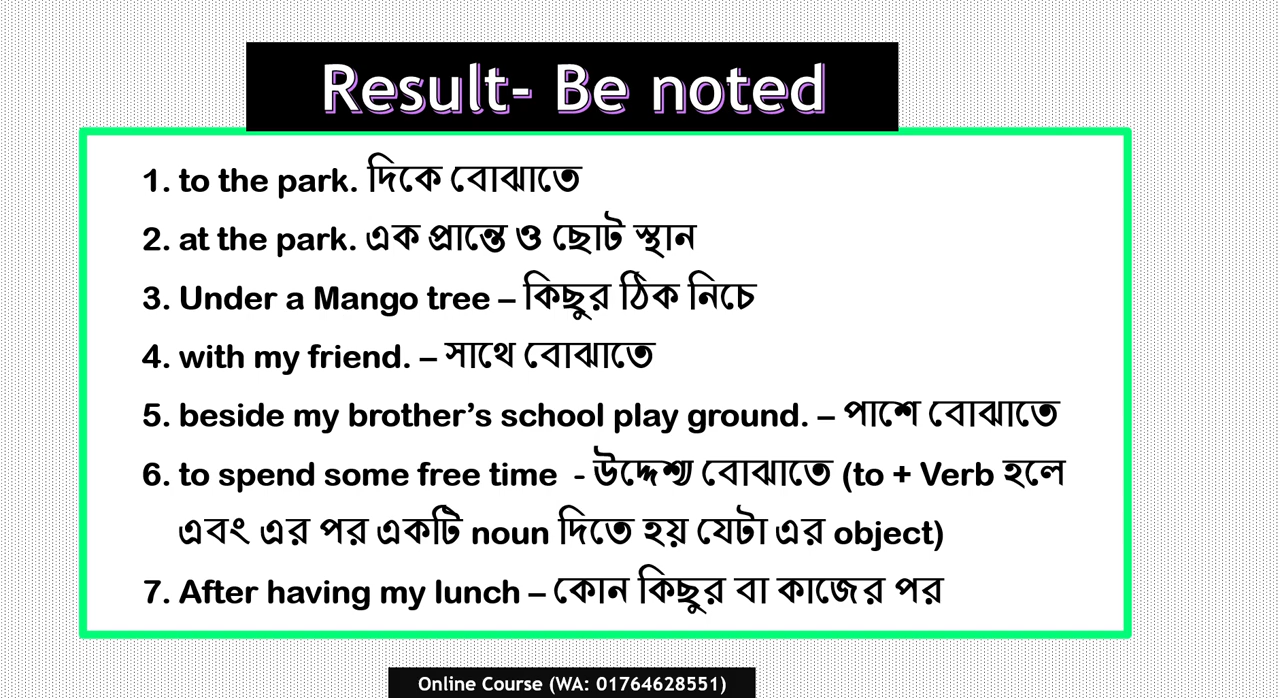 Result- Be noted
1. to the park. দিকে বোঝাতে
2. at the park. এক প্রান্তে ও ছোট স্থান
3. Under a Mango tree – কিছুর ঠিক নিচে
4. with my friend. – সাথে বোঝাতে
5. beside my brother’s school play ground. – পাশে বোঝাতে
6. to spend some free time - উদ্দেশ্য বোঝাতে (to + Verb হলে
এবং এর পর একটি noun দিতে হয় যেটা এর object)
7. After having my lunch – কোন কিছুর বা কাজের পর
Online Course (WA: 01764628551)